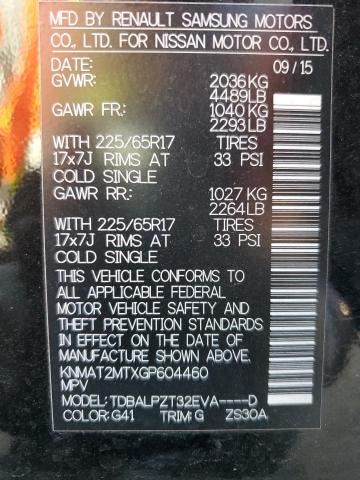 MFD BY RENAULT SAMSUNG MOTORS
CO., LTD. FOR NISSAN MOTOR CO., LTD.
DATE: 09/15
GVWR: 2036KG
4489LB
GAWR FR: 1040 KG
2293LB
WITH 225/65R17 TIRES
17x7J RIMS AT 33 PSI
COLD SINGLE
GAWR RR: 1027 KG
2264LB
WITH 225/65R17 TIRES
17x7J RIMS AT 33 PSI
COLD SINGLE
THIS VEHICLE CONFORMS TO
ALL APPLICABLE FEDERAL
MOTOR VEHICLE SAFETY AND
THEFT PREVENTION STANDARDS
IN EFFECT ON THE DATE OF
MANUFACTURE SHOWN ABOVE.
KNMAT2MTXGP604460
MPV
MODEL: TDBALPZT32EVA----D
COLOR: G41 TRIM: G ZS30A